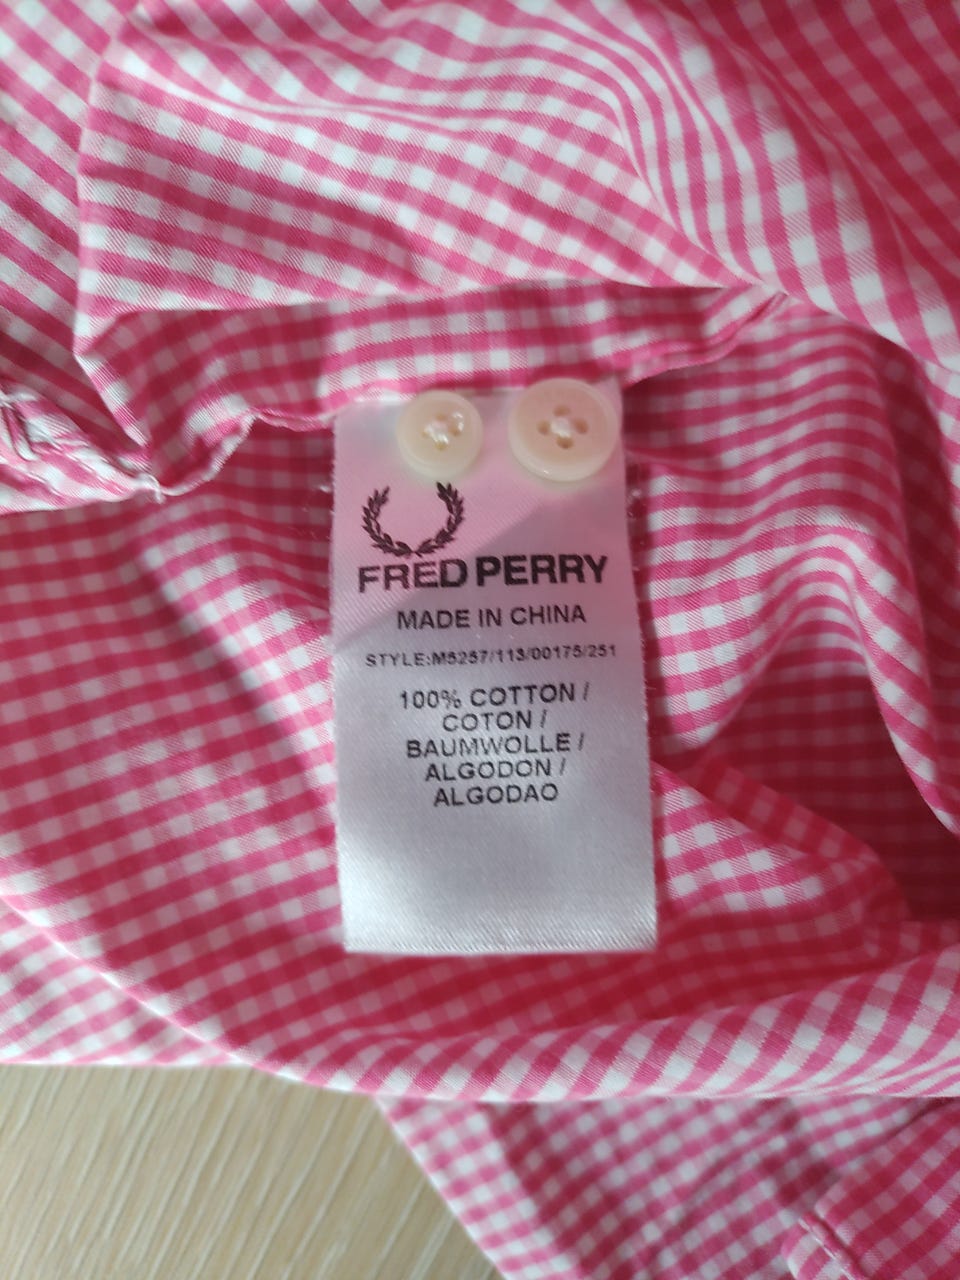 FRED PERRY
MADE IN CHINA
STYLE:M5257/113/00175/251
100% COTTON /
COTON /
BAUMWOLLE /
ALGODON /
ALGODAO